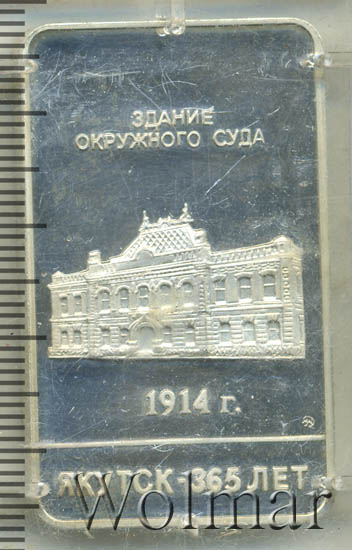 ЗДАНИЕ
ОКРУЖНОГО СУДА
1914 г.
ЯКУТСК-365 ЛЕТ
Wolmar